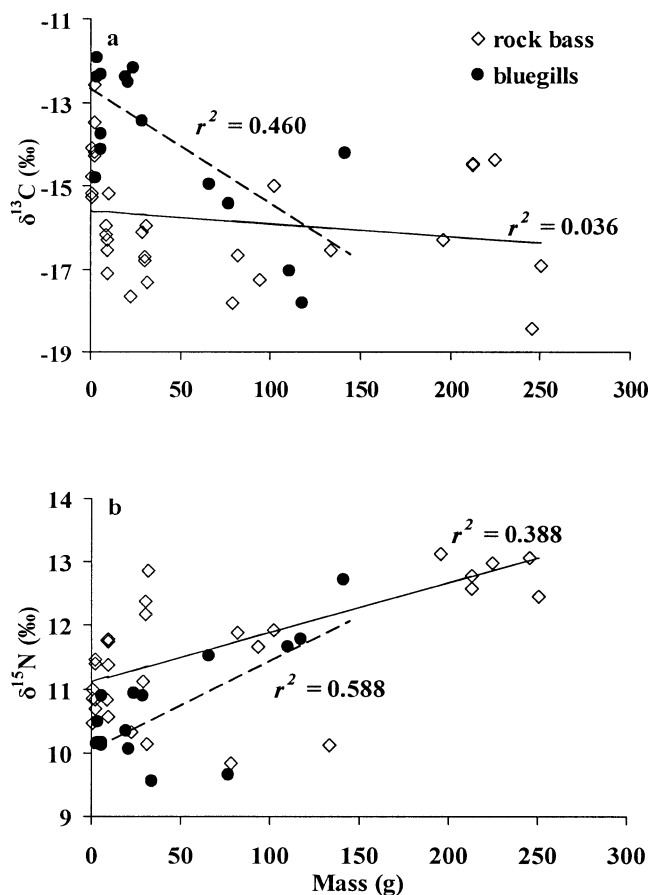 -11
a
rock bass
bluegills
-13
r² = 0.460
δ¹³C (‰)
-15
r² = 0.036
-17
-19
0 50 100 150 200 250 300
14
b
r² = 0.388
13
δ¹⁵N (‰)
12
11
r² = 0.588
10
9
0 50 100 150 200 250 300
Mass (g)